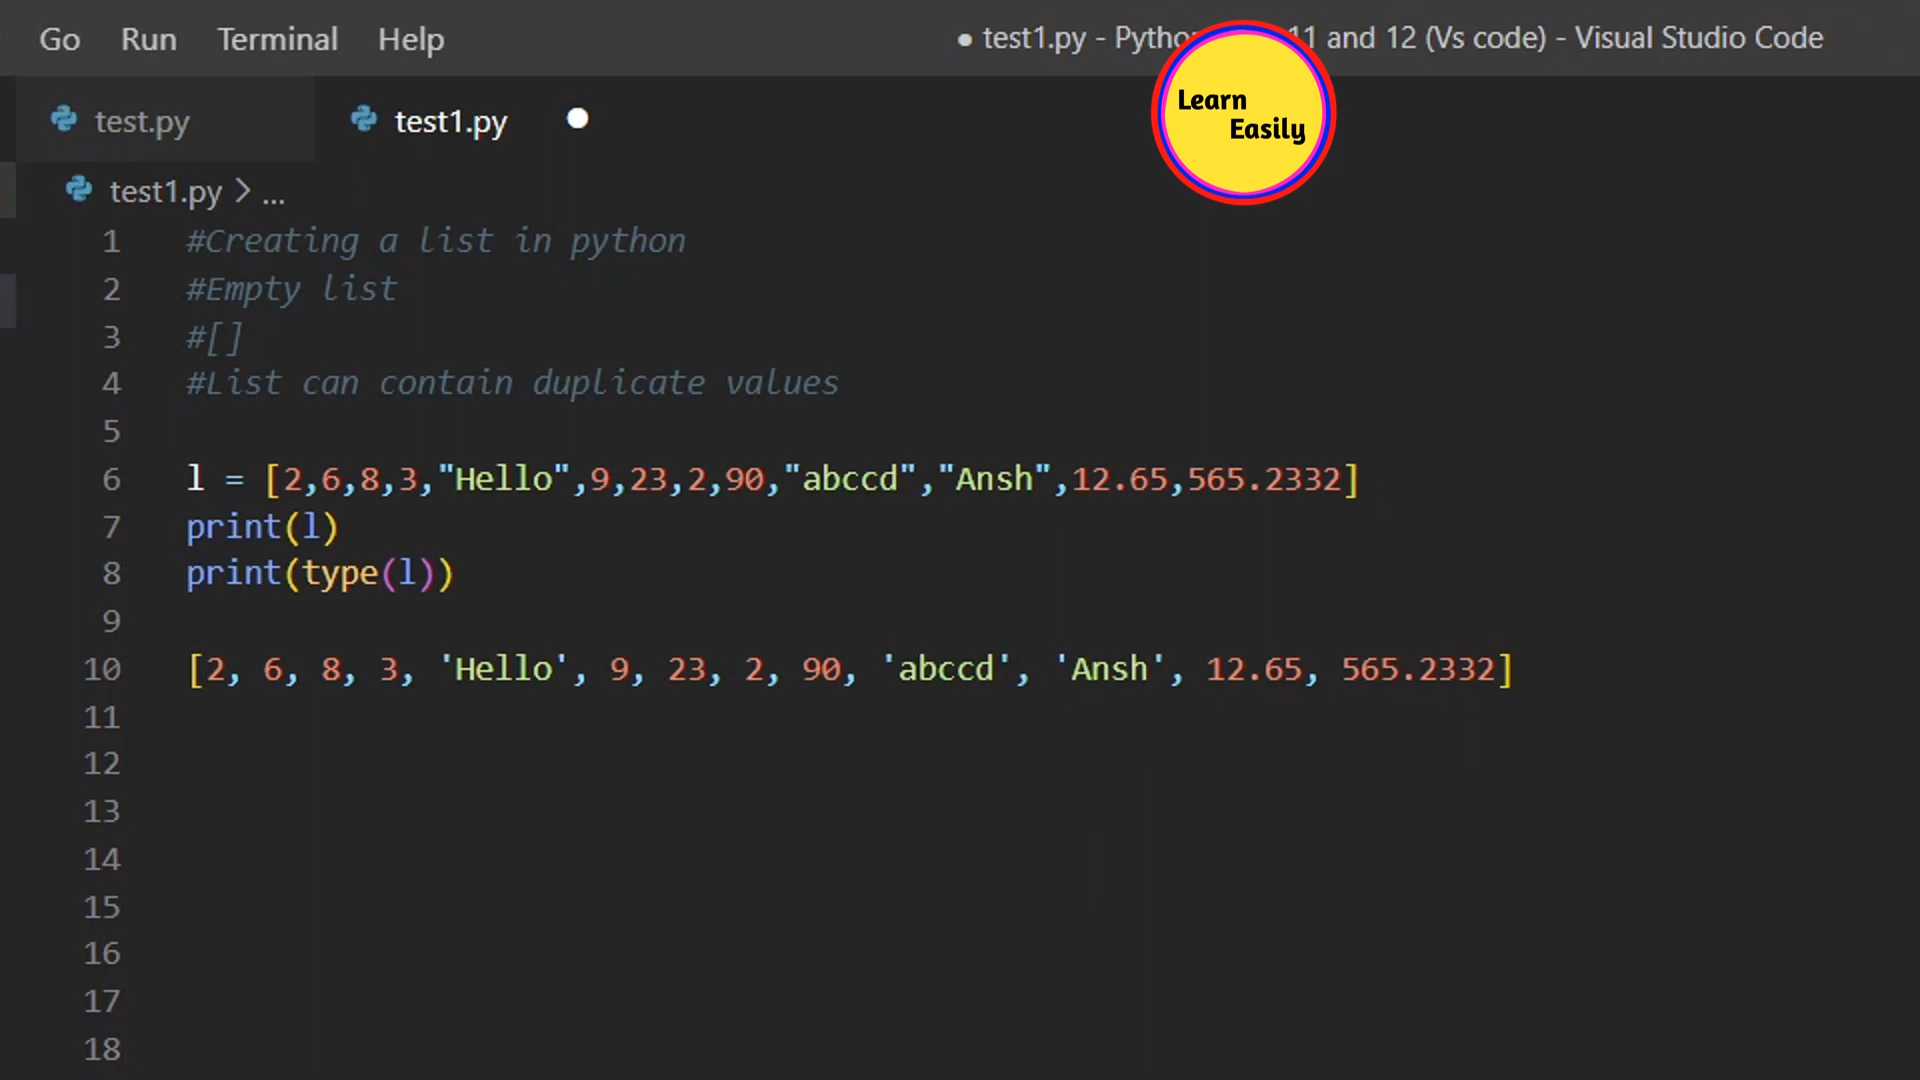 Go Run Terminal Help
● test1.py - Pytho 11 and 12 (Vs code) - Visual Studio Code
Learn
Easily
test.py
test1.py ●
test1.py > ...
1 #Creating a list in python
2 #Empty list
3 #[]
4 #List can contain duplicate values
5
6 l = [2,6,8,3,"Hello",9,23,2,90,"abccd","Ansh",12.65,565.2332]
7 print(l)
8 print(type(l))
9
10 [2, 6, 8, 3, 'Hello', 9, 23, 2, 90, 'abccd', 'Ansh', 12.65, 565.2332]
11
12
13
14
15
16
17
18